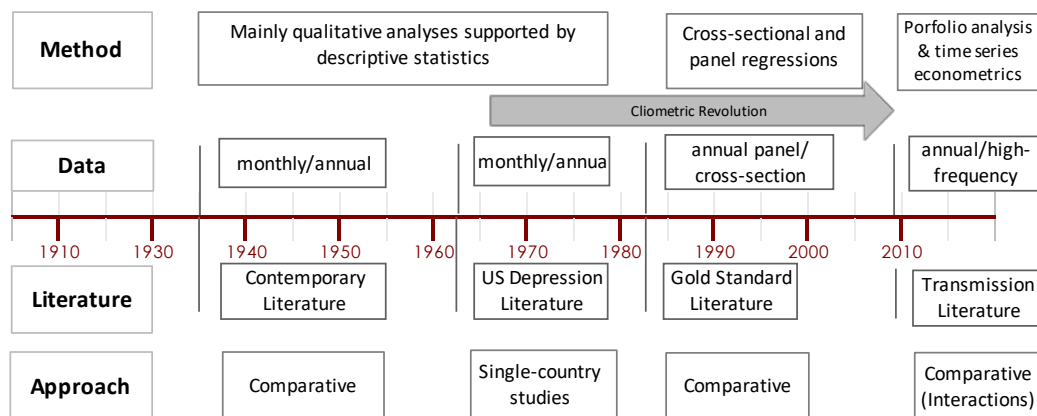 Method
Mainly qualitative analyses supported by
descriptive statistics
Cross-sectional and
panel regressions
Porfolio analysis
& time series
econometrics
Cliometric Revolution
Data
monthly/annual
monthly/annua
annual panel/
cross-section
annual/high-
frequency
1910
1930
1940
1950
1960
1970
1980
1990
2000
2010
Literature
Contemporary
Literature
US Depression
Literature
Gold Standard
Literature
Transmission
Literature
Approach
Comparative
Single-country
studies
Comparative
Comparative
(Interactions)